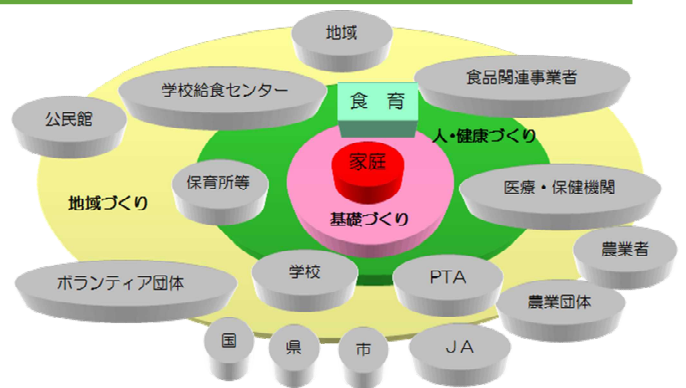 地域
学校給食センター
食品関連事業者
食　育
公民館
人・健康づくり
家庭
保育所等
医療・保健機関
地域づくり
基礎づくり
農業者
学校
PTA
ボランティア団体
農業団体
国
県
市
ＪＡ